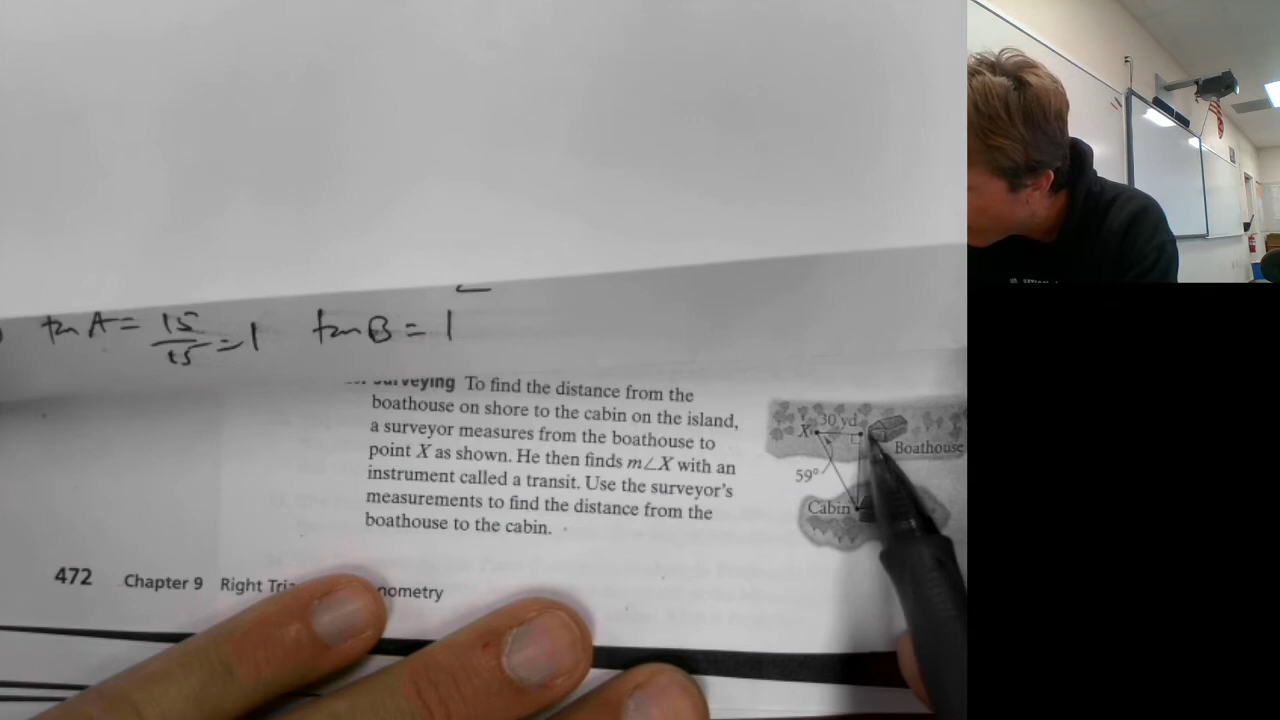 tan A = 15/15 = 1 tan B = 1
Surveying To find the distance from the
boathouse on shore to the cabin on the island,
a surveyor measures from the boathouse to
point X as shown. He then finds m∠X with an
instrument called a transit. Use the surveyor's
measurements to find the distance from the
boathouse to the cabin.
30 yd
X
Boathouse
59°
Cabin
472 Chapter 9 Right Tri nometry